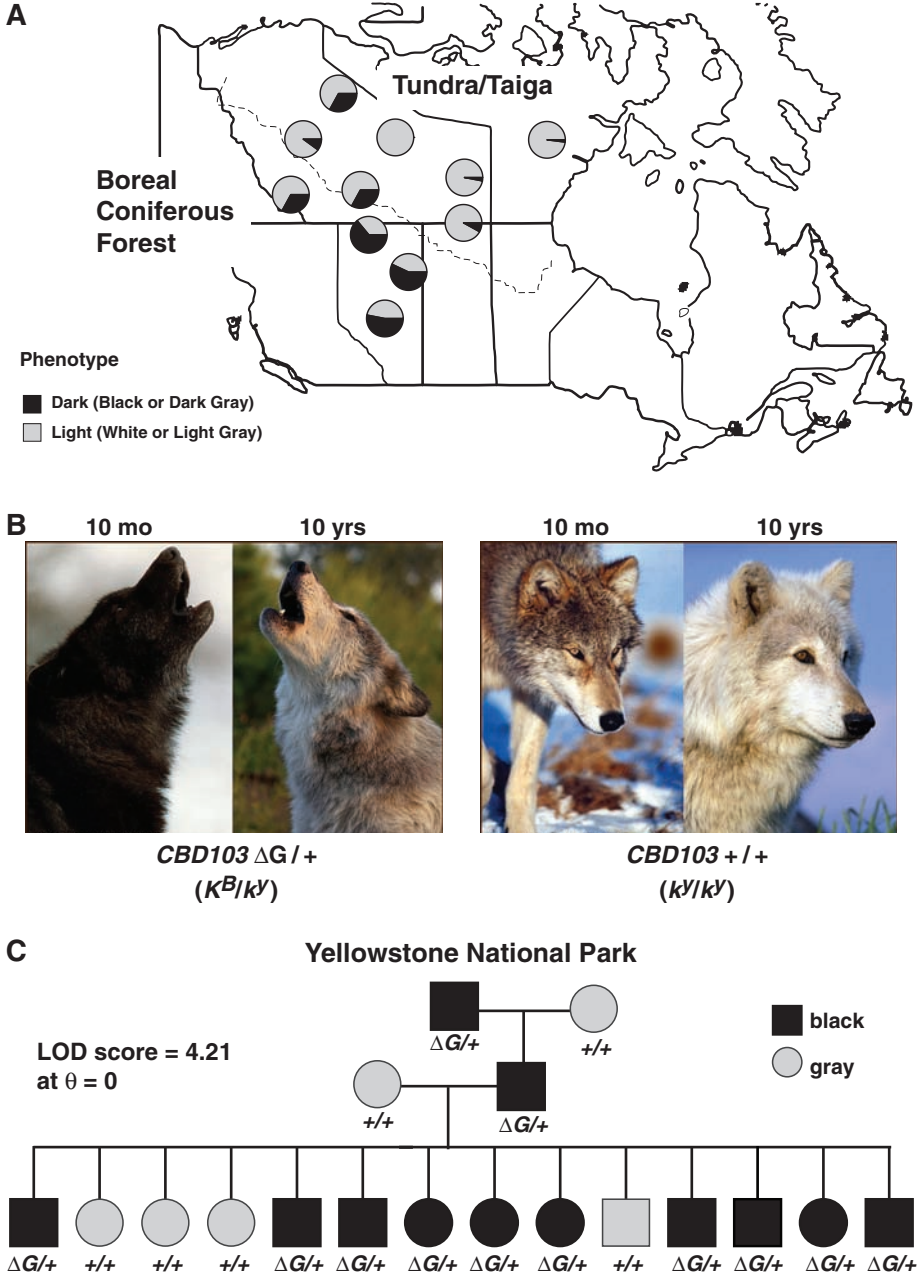 A
Tundra/Taiga
Boreal
Coniferous
Forest
Phenotype
Dark (Black or Dark Gray)
Light (White or Light Gray)
B
10 mo
10 yrs
10 mo
10 yrs
CBD103 ΔG / +
(K^B/k^y)
CBD103 + / +
(k^y/k^y)
C
Yellowstone National Park
black
gray
LOD score = 4.21
at θ = 0
ΔG/+
+/+
+/+
ΔG/+
ΔG/+ +/+ +/+ +/+ ΔG/+ ΔG/+ ΔG/+ ΔG/+ ΔG/+ +/+ ΔG/+ ΔG/+ ΔG/+ ΔG/+